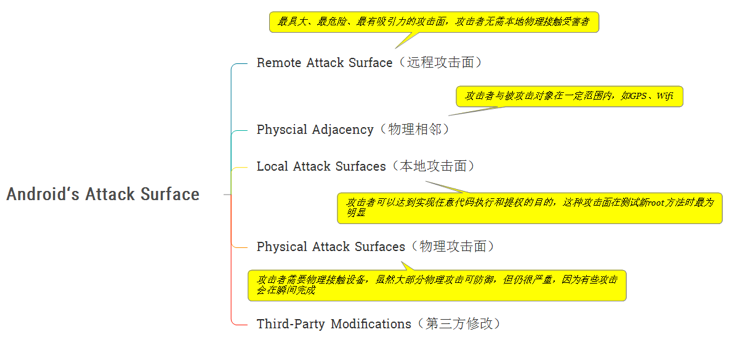 最具大、最危险、最有吸引力的攻击面，攻击者无需本地物理接触受害者
Remote Attack Surface（远程攻击面）
攻击者与被攻击对象在一定范围内，如GPS、Wifi
Physcial Adjacency（物理相邻）
Local Attack Surfaces（本地攻击面）
Android‘s Attack Surface
攻击者可以达到实现任意代码执行和提权的目的，这种攻击面在测试新root方法时最为
明显
Physical Attack Surfaces（物理攻击面）
攻击者需要物理接触设备，虽然大部分物理攻击可防御，但仍很严重，因为有些攻击
会在瞬间完成
Third-Party Modifications（第三方修改）